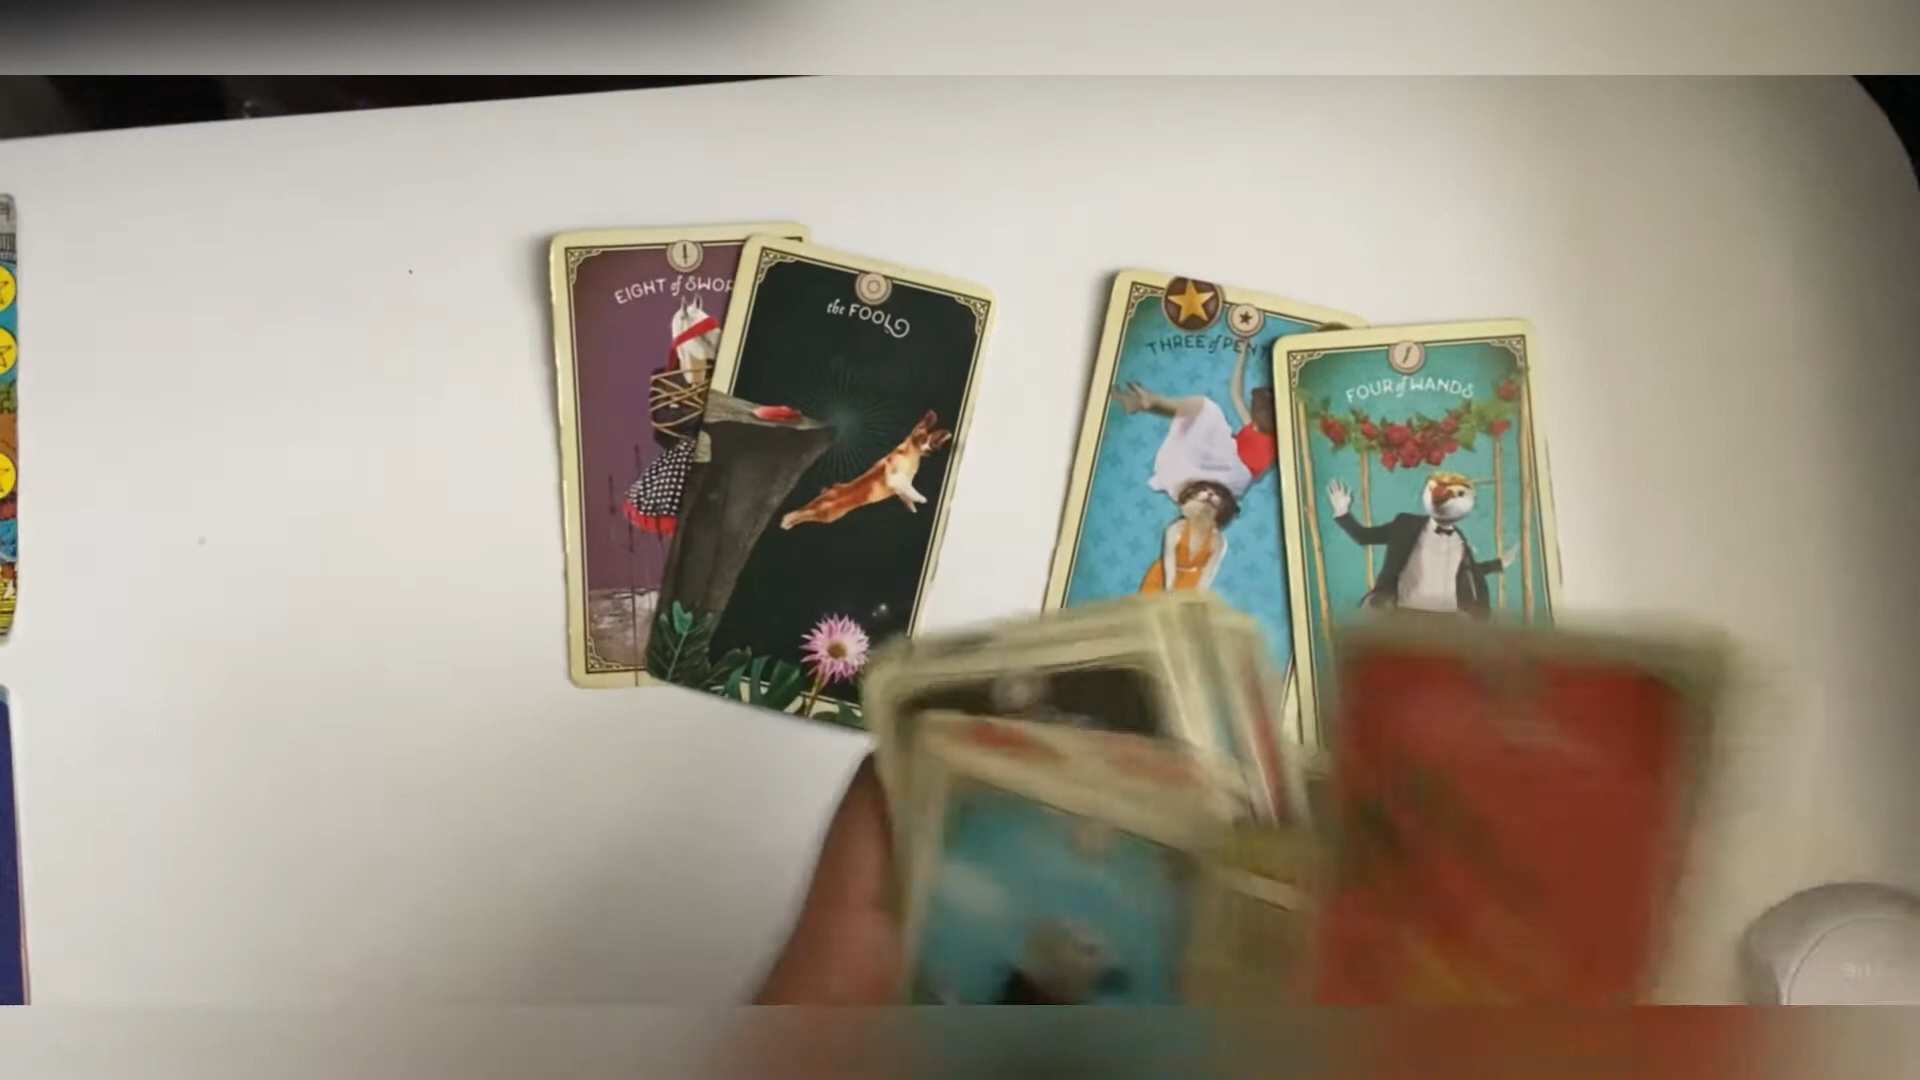 EIGHT of SWOR
the FOOL
THREE of PENT
FOUR of WANDS